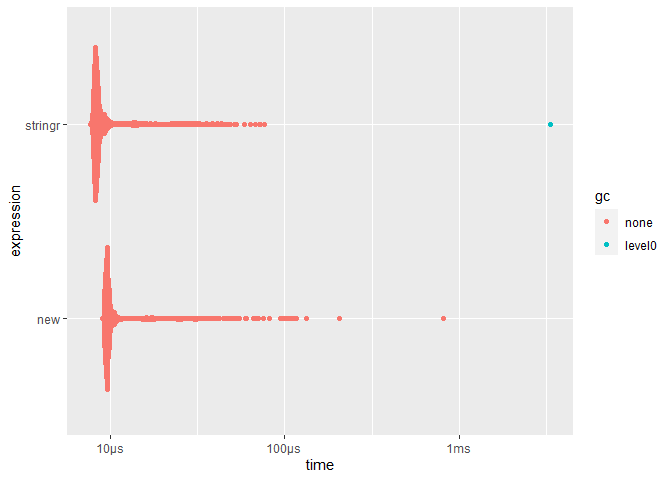 stringr
new
expression
10µs
100µs
1ms
time
gc
none
level0